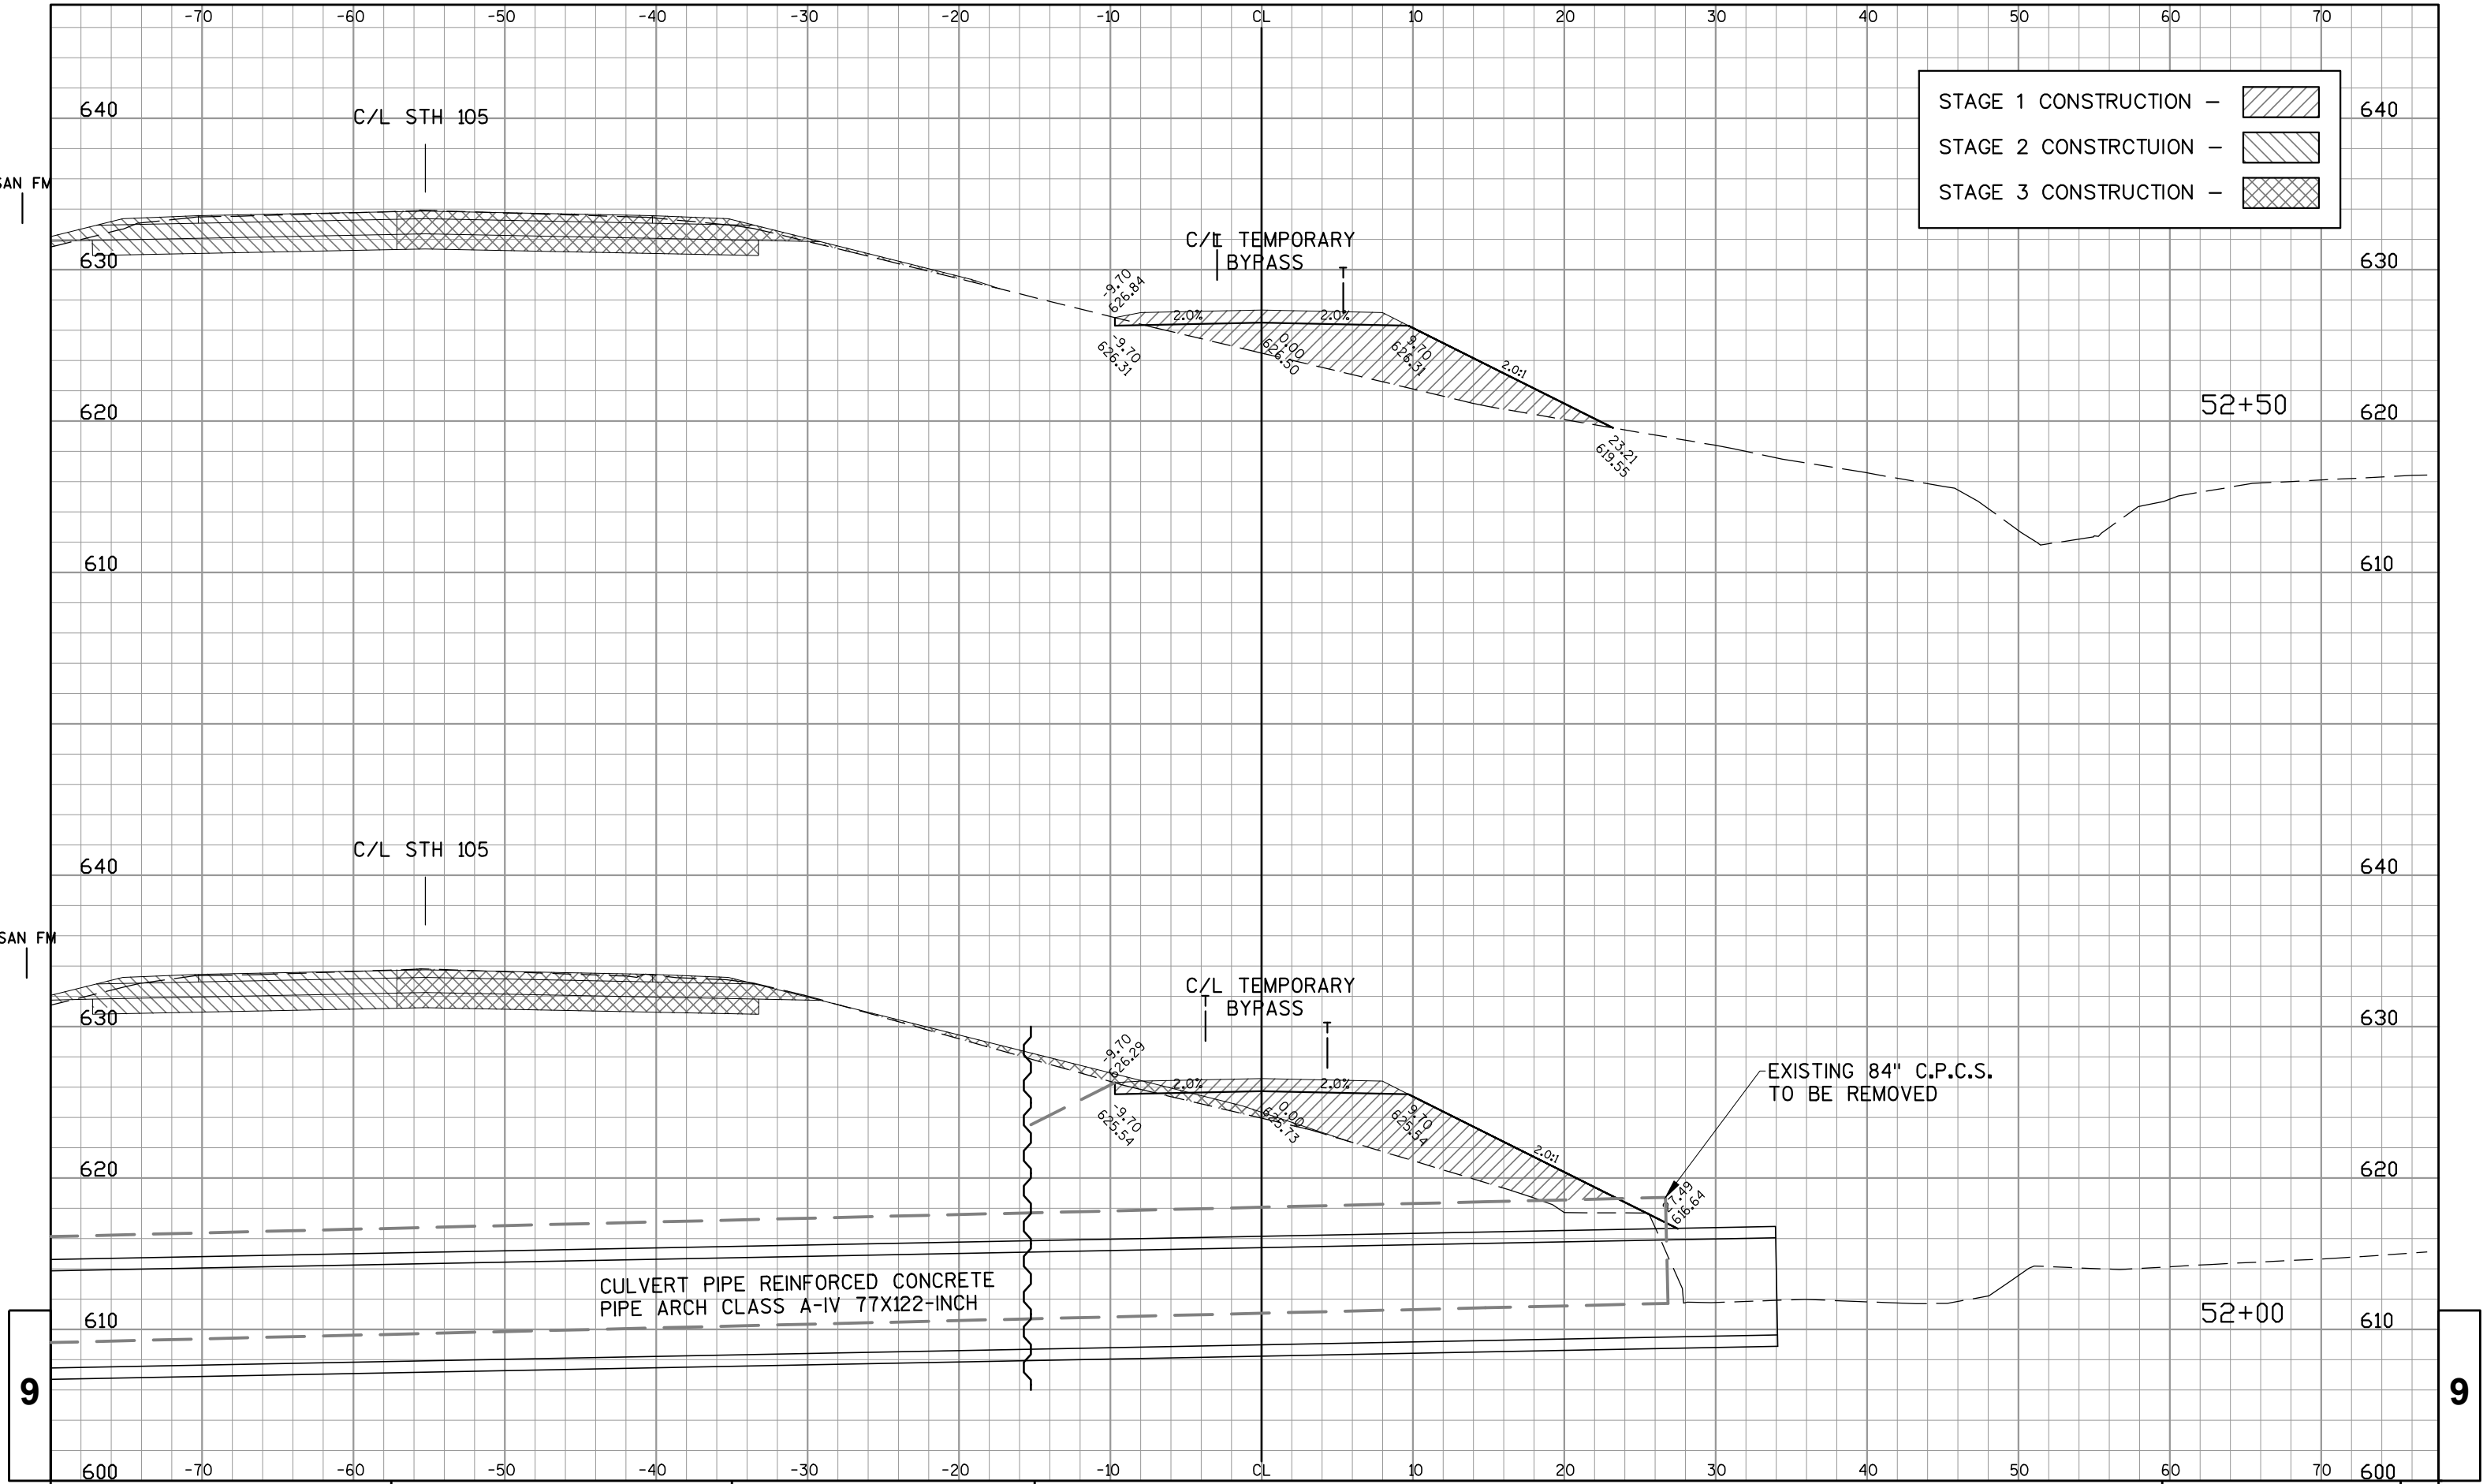 -70 -60 -50 -40 -30 -20 -10 CL 10 20 30 40 50 60 70
STAGE 1 CONSTRUCTION -
STAGE 2 CONSTRCTUION -
STAGE 3 CONSTRUCTION -
640 640
C/L STH 105
SAN FM
C/L TEMPORARY
BYPASS
T
T
630 630
-9.70
626.84
2.0% 2.0%
-9.70
626.31
0.00
626.50
9.70
626.31
2.0:1
620 620
52+50
23.21
619.55
610 610
640 640
C/L STH 105
SAN FM
C/L TEMPORARY
BYPASS
T
T
630 630
-9.70
626.29
2.0% 2.0%
-9.70
625.54
0.00
625.73
9.70
625.54
2.0:1
EXISTING 84" C.P.C.S.
TO BE REMOVED
620 620
27.49
616.64
CULVERT PIPE REINFORCED CONCRETE
PIPE ARCH CLASS A-IV 77X122-INCH
610 610
52+00
9 9
600 600
-70 -60 -50 -40 -30 -20 -10 CL 10 20 30 40 50 60 70